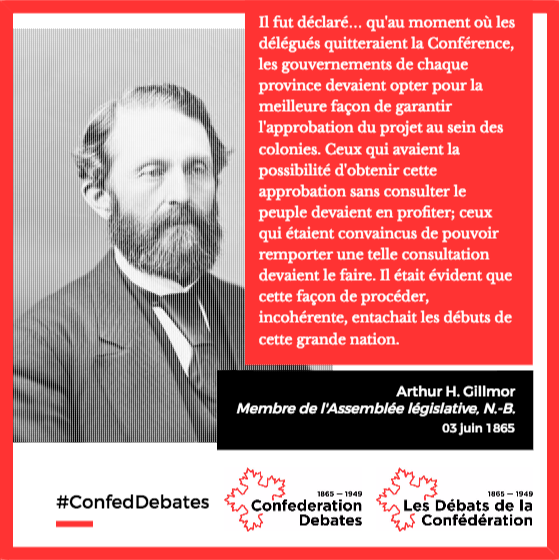 Il fut déclaré... qu'au moment où les
délégués quitteraient la Conférence,
les gouvernements de chaque
province devaient opter pour la
meilleure façon de garantir
l'approbation du projet au sein des
colonies. Ceux qui avaient la
possibilité d'obtenir cette
approbation sans consulter le
peuple devaient en profiter; ceux
qui étaient convaincus de pouvoir
remporter une telle consultation
devaient le faire. Il était évident que
cette façon de procéder,
incohérente, entachait les débuts de
cette grande nation.
Arthur H. Gillmor
Membre de l'Assemblée législative, N.-B.
03 juin 1865
#ConfedDebates
1865 — 1949
Confederation
Debates
1865 — 1949
Les Débats de la
Confédération